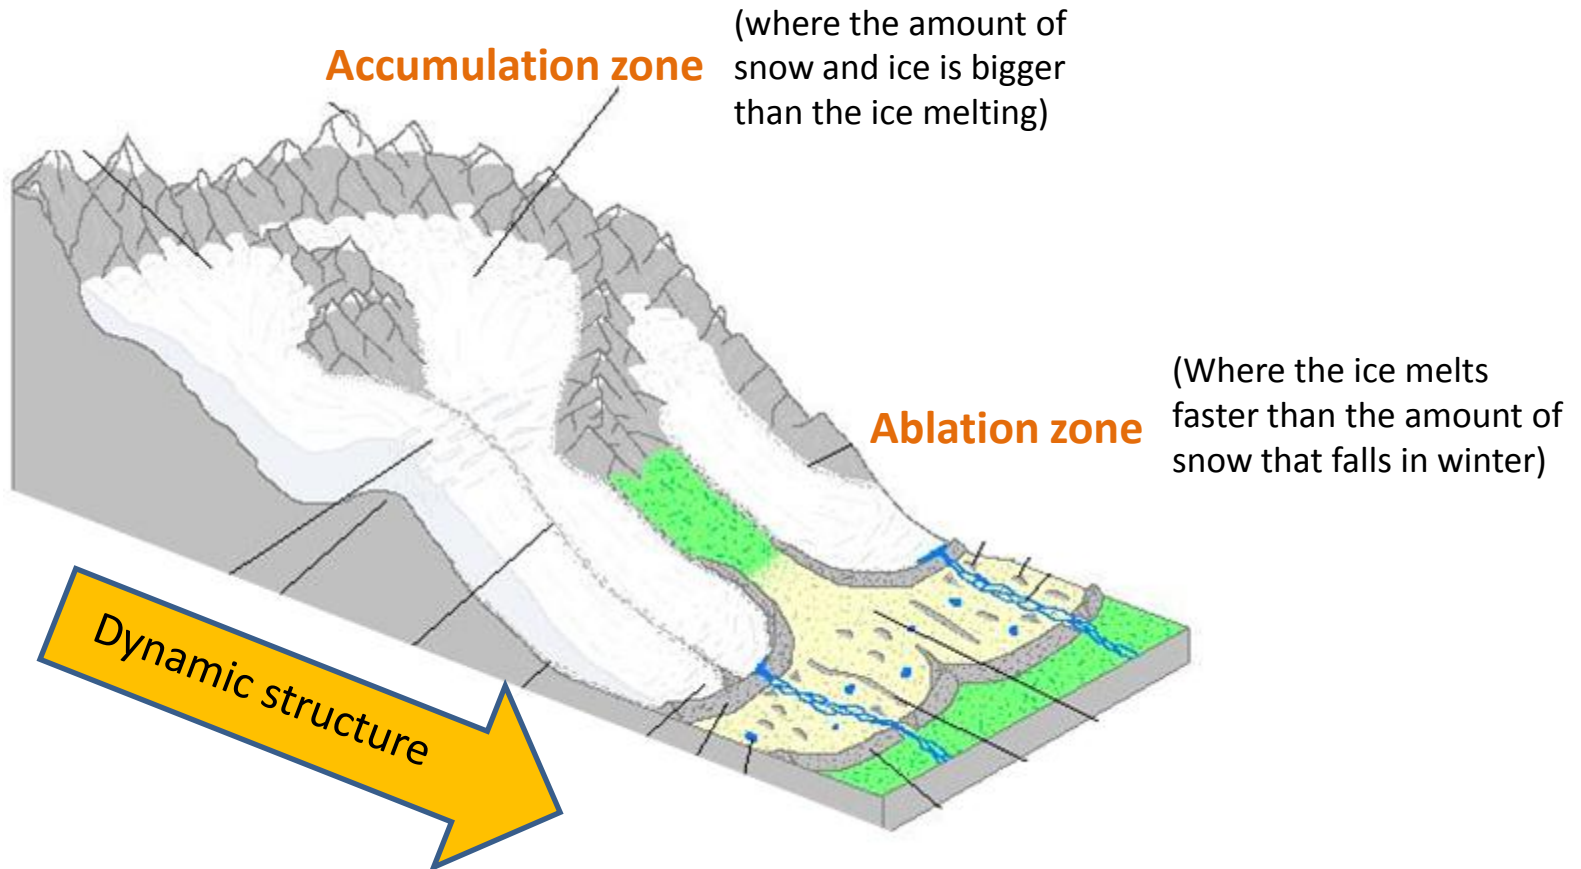 Accumulation zone
(where the amount of
snow and ice is bigger
than the ice melting)
Ablation zone
(Where the ice melts
faster than the amount of
snow that falls in winter)
Dynamic structure